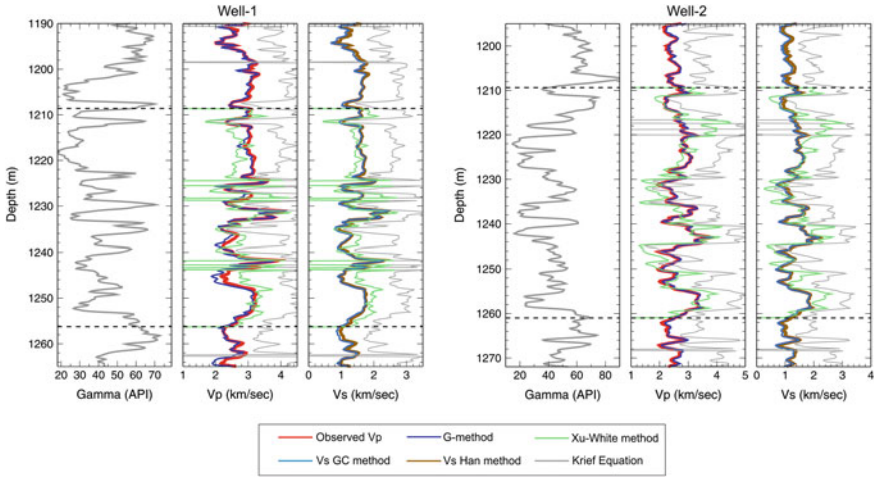 Well-1
Well-2
1190
1200
1210
1220
1230
1240
1250
1260
Depth (m)
20 30 40 50 60 70
Gamma (API)
1 2 3 4
Vp (km/sec)
0 1 2 3
Vs (km/sec)
1200
1210
1220
1230
1240
1250
1260
1270
Depth (m)
20 40 60 80
Gamma (API)
1 2 3 4 5
Vp (km/sec)
0 1 2 3 4
Vs (km/sec)
Observed Vp G-method Xu-White method
Vs GC method Vs Han method Krief Equation